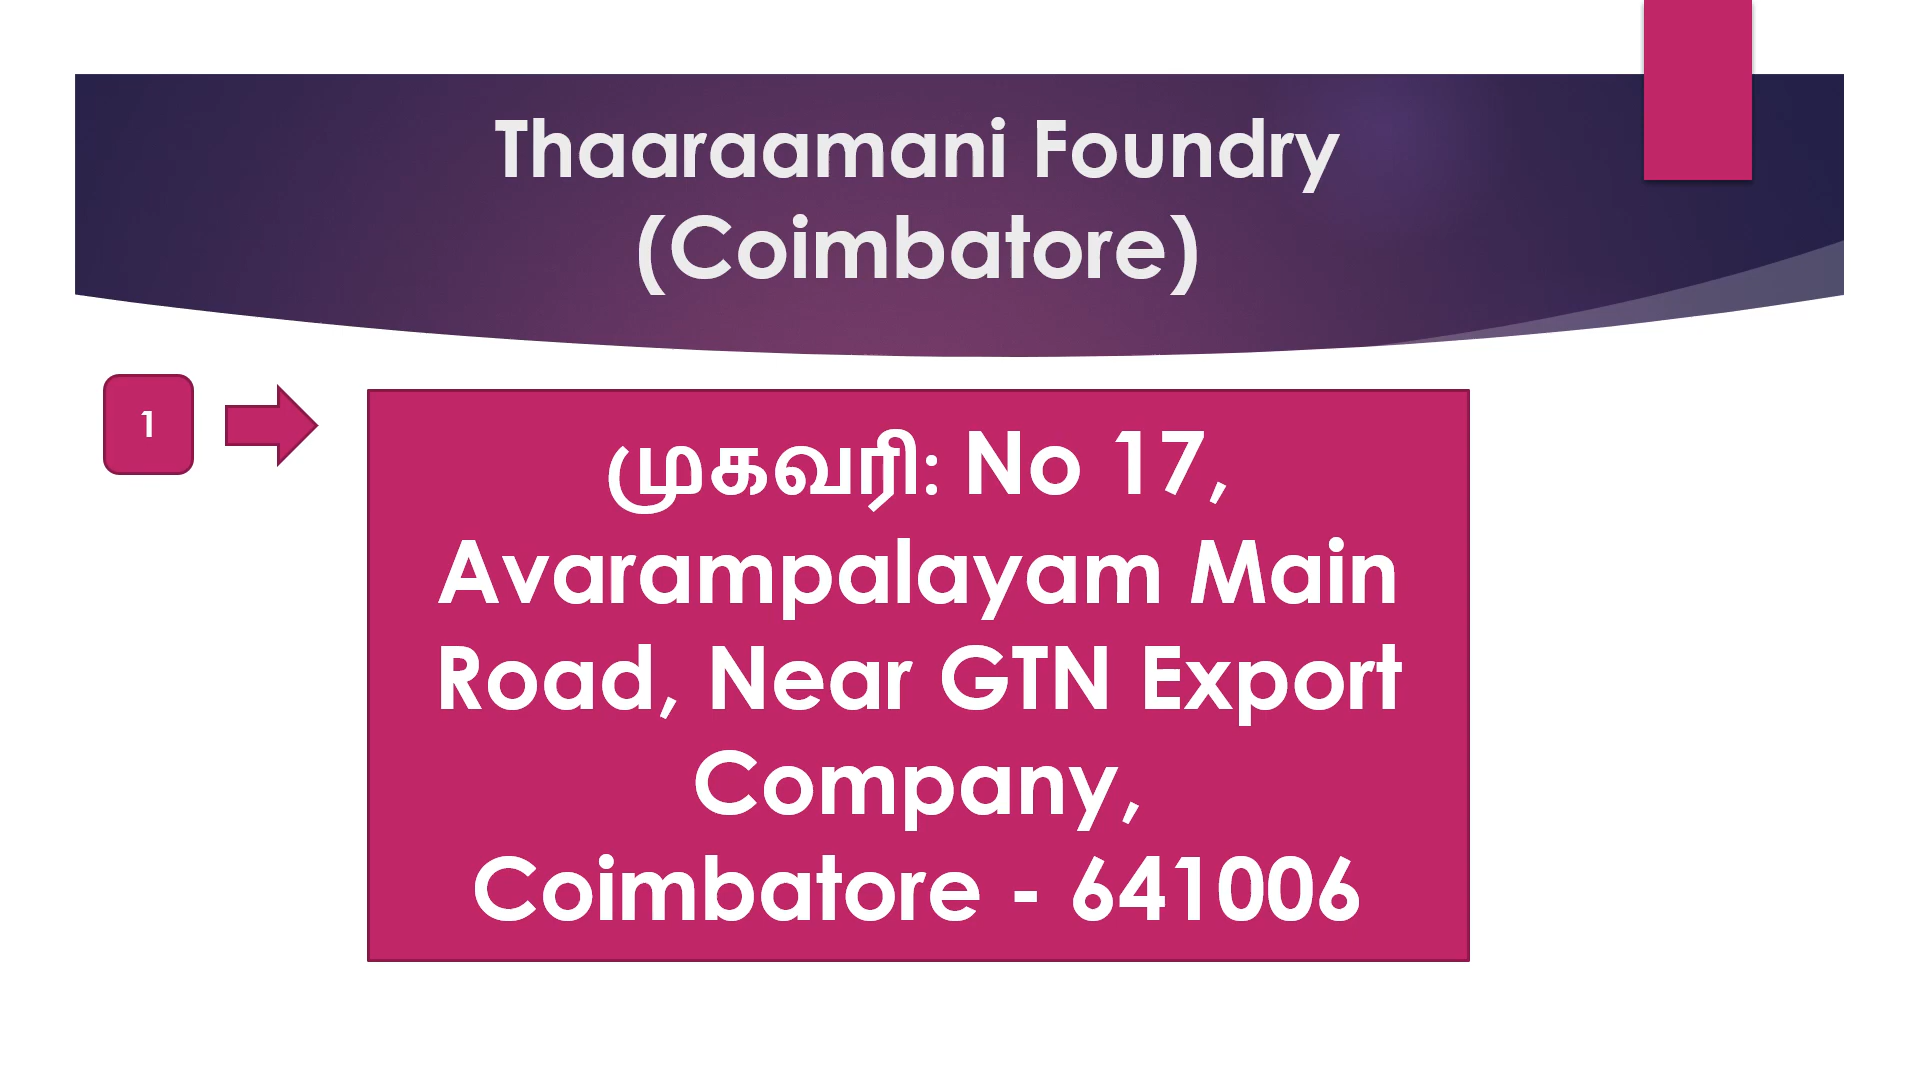 Thaaraamani Foundry
(Coimbatore)
1
முகவரி: No 17,
Avarampalayam Main
Road, Near GTN Export
Company,
Coimbatore - 641006